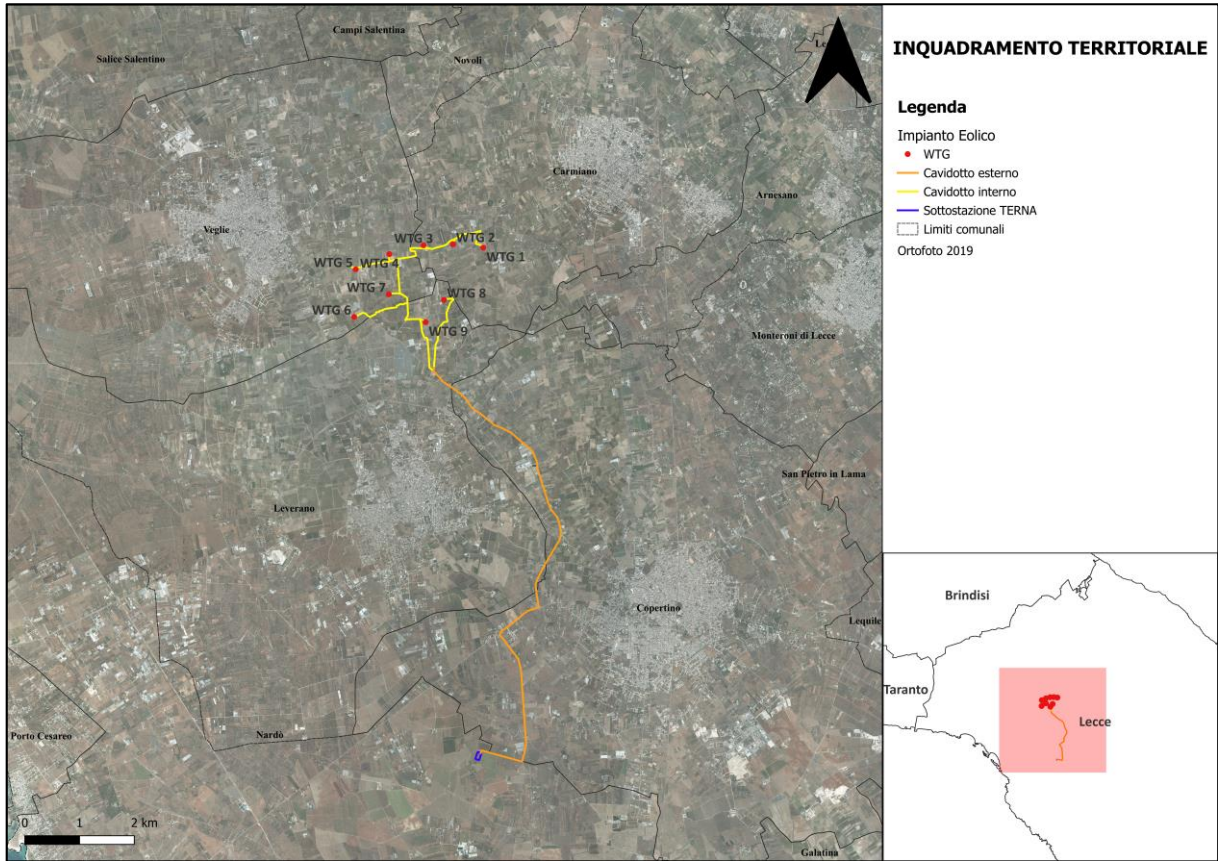 Campi Salentina
Salice Salentino
Novoli
Carmiano
Arnesano
Veglie
WTG 3
WTG 2
WTG 1
WTG 5
WTG 4
WTG 7
WTG 8
WTG 6
WTG 9
Monteroni di Lecce
San Pietro in Lama
Leverano
Copertino
Lequile
Nardò
Porto Cesareo
Galatina
0 1 2 km
INQUADRAMENTO TERRITORIALE
Legenda
Impianto Eolico
WTG
Cavidotto esterno
Cavidotto interno
Sottostazione TERNA
Limiti comunali
Ortofoto 2019
Brindisi
Taranto
Lecce